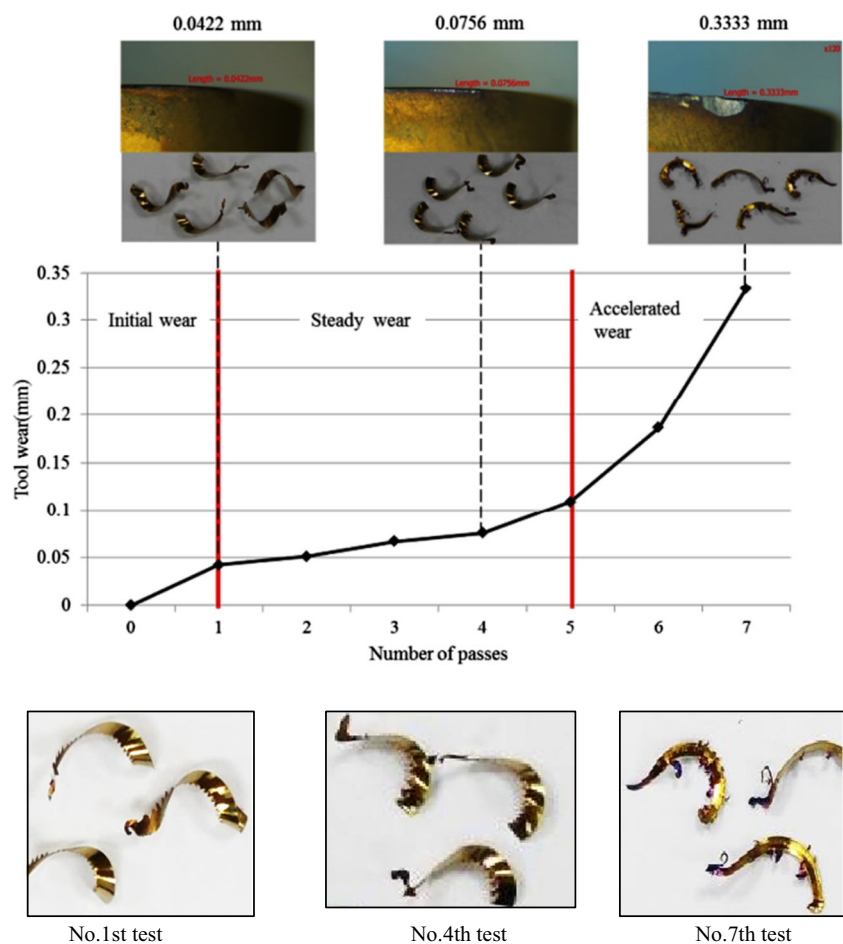 0.0422 mm 0.0756 mm 0.3333 mm
x120
Length = 0.0422mm
Length = 0.0756mm
Length = 0.3333mm
0.35
0.3
0.25
0.2
0.15
0.1
0.05
0
Tool wear(mm)
Initial wear
Steady wear
Accelerated
wear
0 1 2 3 4 5 6 7
Number of passes
No.1st test No.4th test No.7th test